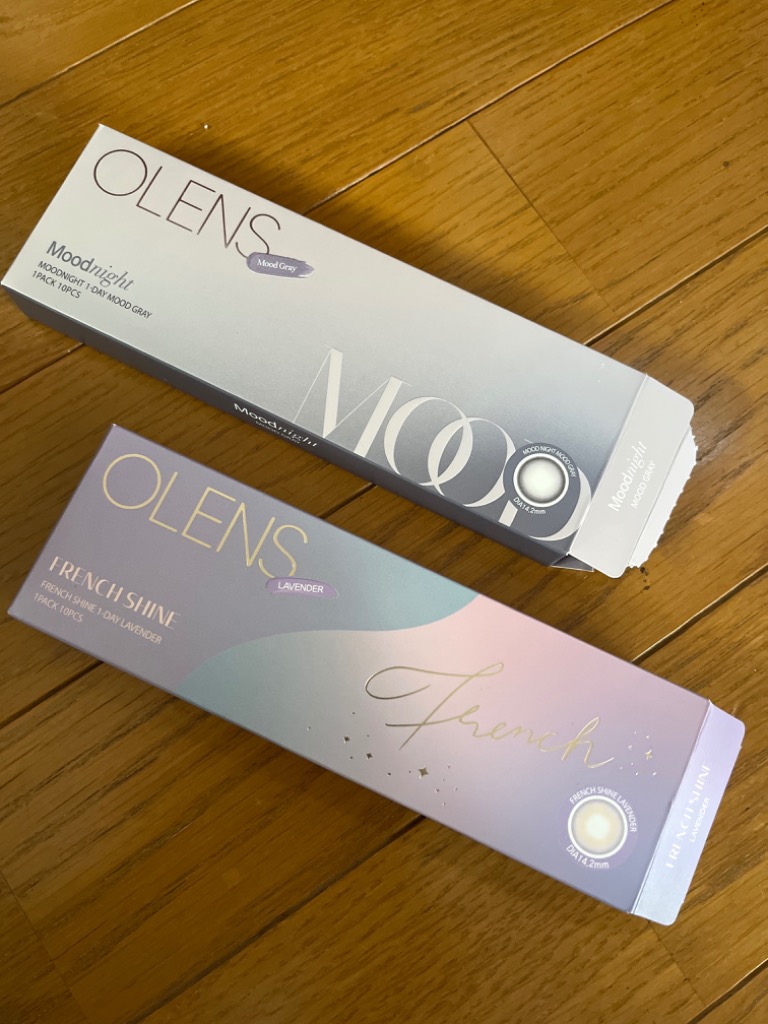 OLENS
Mood Gray
Moodnight
MOODNIGHT 1-DAY MOOD GRAY
1PACK 10PCS
MOOD
MOOD NIGHT MOOD GRAY
DIA14.2mm
Moodnight
MOOD GRAY
Moodnight
MOOD GRAY
OLENS
LAVENDER
FRENCH SHINE
FRENCH SHINE 1-DAY LAVENDER
1PACK 10PCS
French
FRENCH SHINE LAVENDER
DIA14.2mm
FRENCH SHINE
LAVENDER